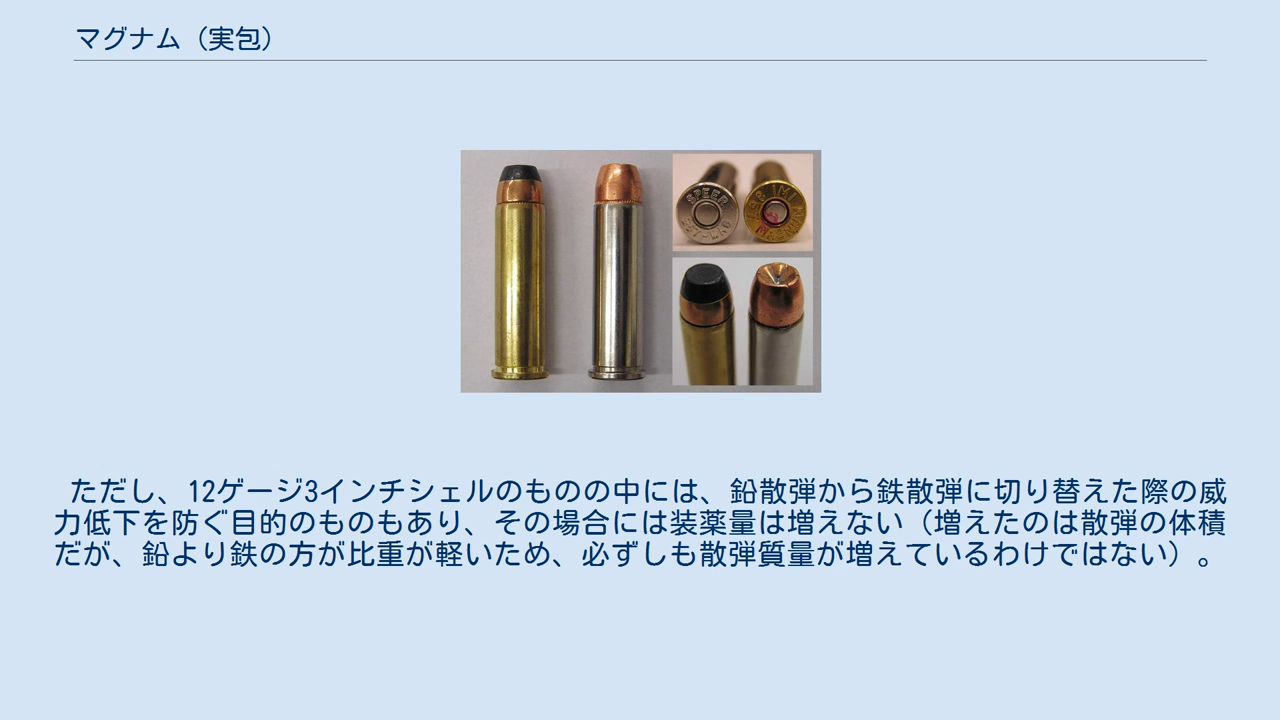 マグナム（実包）
SPEER
357 MAG
IMI
MAGNUM
ただし、12ゲージ3インチシェルのものの中には、鉛散弾から鉄散弾に切り替えた際の威
力低下を防ぐ目的のものもあり、その場合には装薬量は増えない（増えたのは散弾の体積
だが、鉛より鉄の方が比重が軽いため、必ずしも散弾質量が増えているわけではない）。